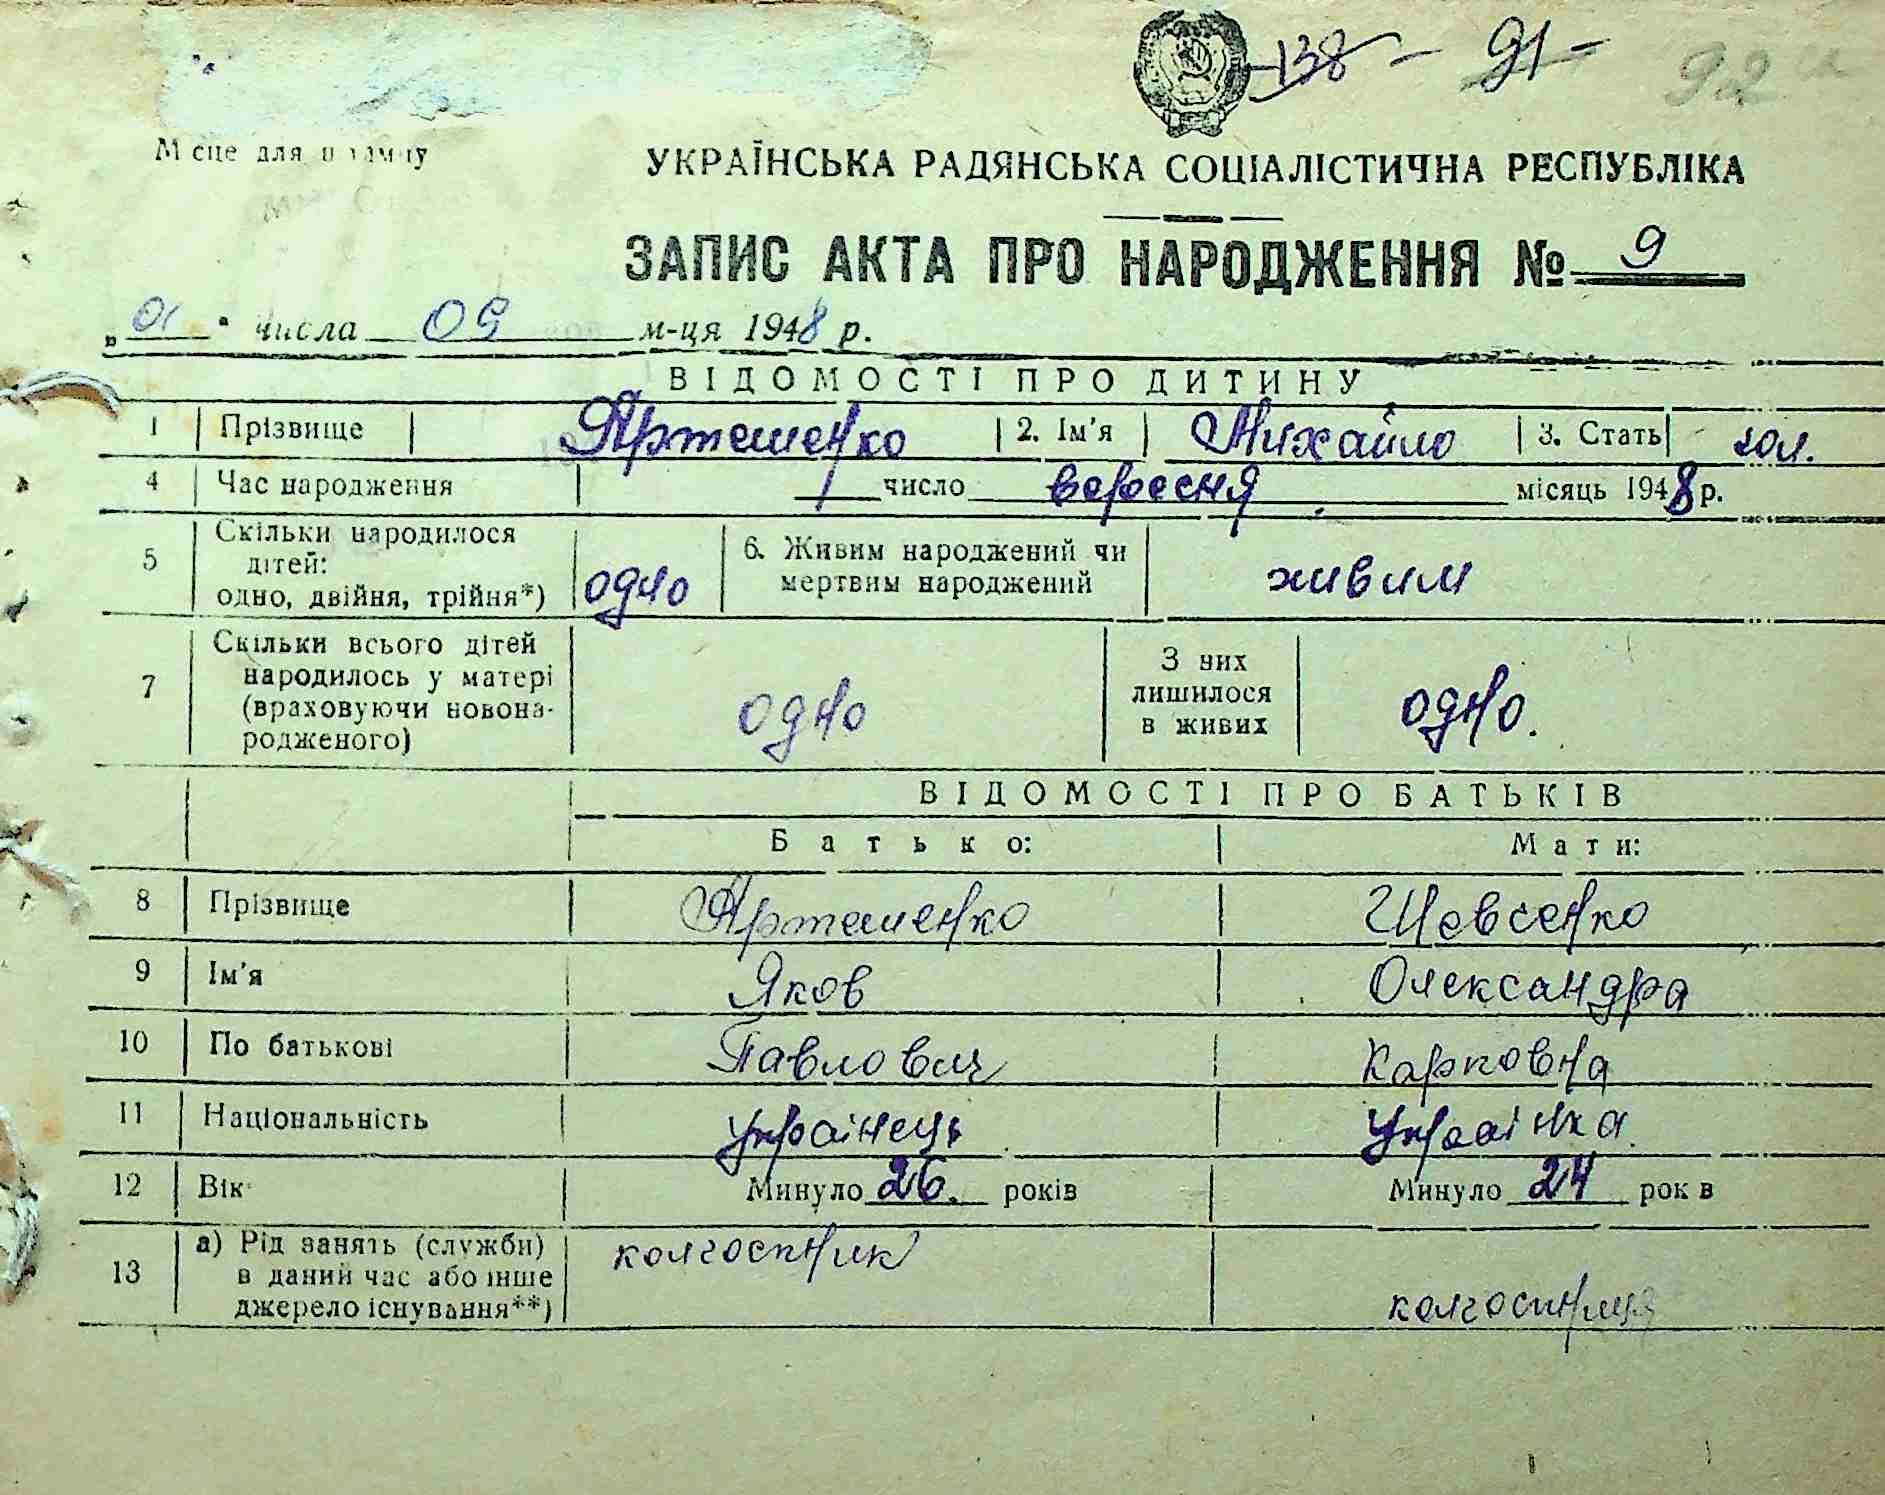 138 - 91 - 92
Місце для штампу
УКРАЇНСЬКА РАДЯНСЬКА СОЦІАЛІСТИЧНА РЕСПУБЛІКА
ЗАПИС АКТА ПРО НАРОДЖЕННЯ № 9
„ 01 " числа 09 м-ця 1948 р.
ВІДОМОСТІ ПРО ДИТИНУ
1 Прізвище Артеменко 2. Ім'я Михайло 3. Стать чол.
4 Час народження 1 число вересня місяць 1948 р.
5 Скільки народилося дітей: одно, двійня, трійня*) одно 6. Живим народжений чи мертвим народжений живим
7 Скільки всього дітей народилось у матері (враховуючи новонародженого) одно З них лишилося в живих одно.
ВІДОМОСТІ ПРО БАТЬКІВ
Батько: Мати:
8 Прізвище Артеменко Шевсенко
9 Ім'я Яков Олександра
10 По батькові Павлович Карповна
11 Національність українець українка
12 Вік Минуло 26. років Минуло 24 років
13 а) Рід занять (служби) в даний час або інше джерело існування**) колгоспник колгоспниця